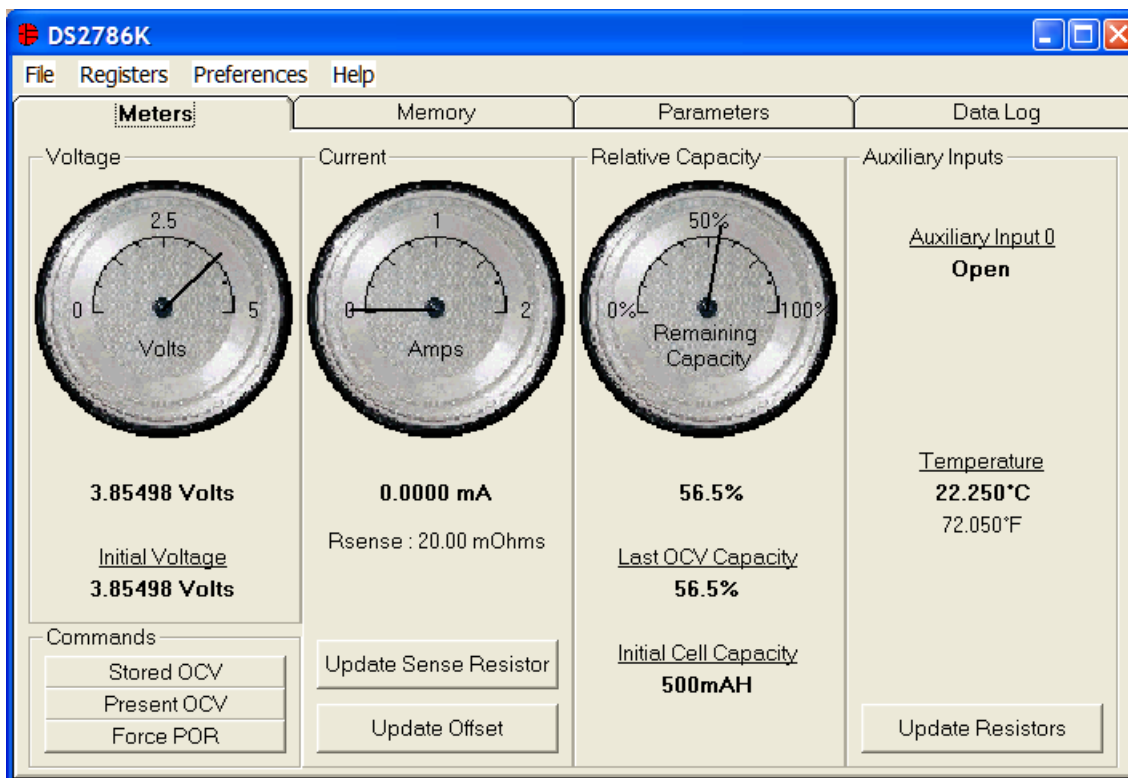 DS2786K
File Registers Preferences Help
Meters Memory Parameters Data Log
Voltage
2.5
0 5
Volts
3.85498 Volts
Initial Voltage
3.85498 Volts
Commands
Stored OCV
Present OCV
Force POR
Current
1
0 2
Amps
0.0000 mA
Rsense : 20.00 mOhms
Update Sense Resistor
Update Offset
Relative Capacity
50%
0% 100%
Remaining
Capacity
56.5%
Last OCV Capacity
56.5%
Initial Cell Capacity
500mAH
Auxiliary Inputs
Auxiliary Input 0
Open
Temperature
22.250°C
72.050°F
Update Resistors